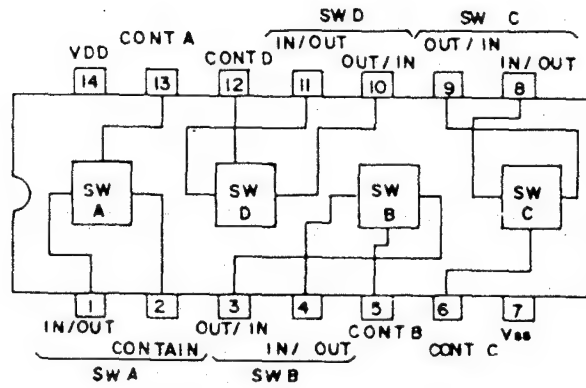 SW D SW C
CONT A IN/OUT OUT/IN
VDD CONT D OUT/IN IN/OUT
14 13 12 11 10 9 8
SW A
SW D
SW B
SW C
1 2 3 4 5 6 7
IN/OUT OUT/IN CONT B Vss
CONTAIN IN/ OUT CONT C
SW A SW B